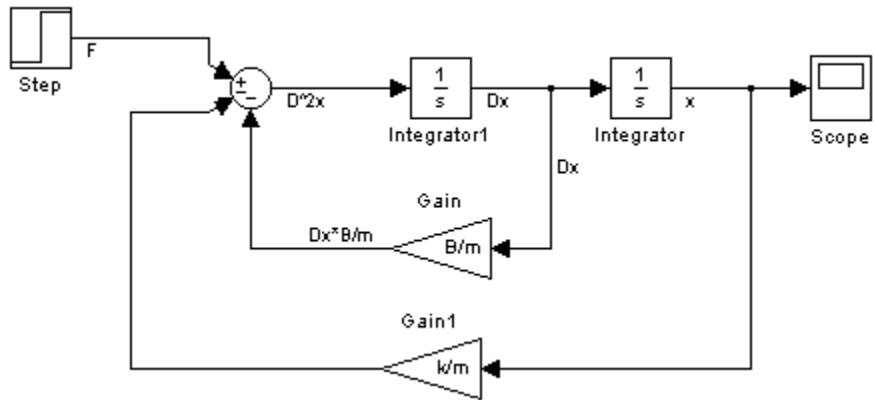 F
Step
+
−
−
D^2x
1
s
Integrator1
Dx
1
s
Integrator
x
Scope
Dx
Gain
Dx*B/m
B/m
Gain1
k/m